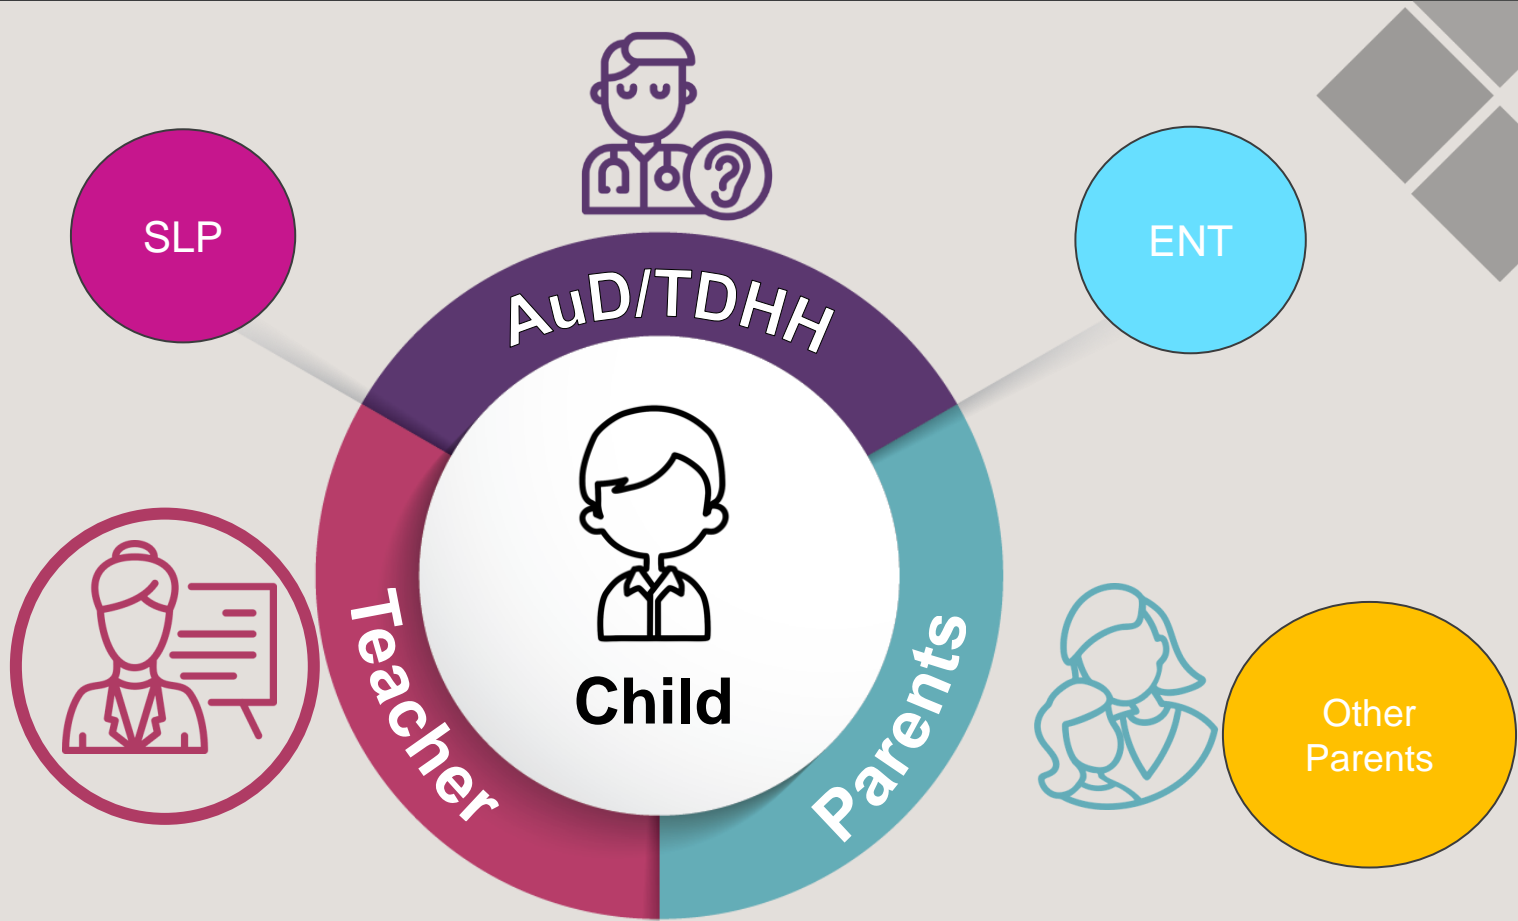 SLP
ENT
AuD/TDHH
Teacher
Child
Parents
Other
Parents